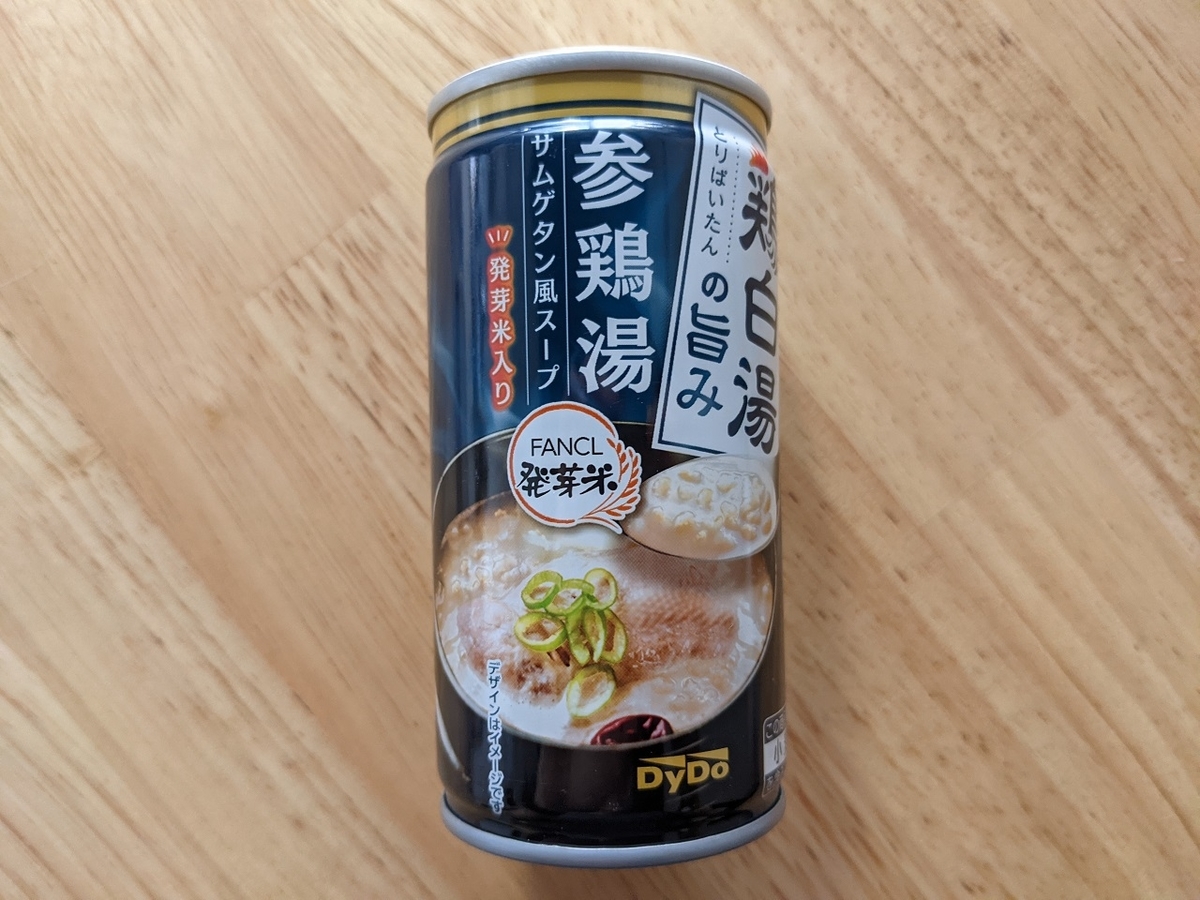 鶏白湯
とりぱいたん
の旨み
参鶏湯
サムゲタン風スープ
発芽米入り
FANCL
発芽米
デザインはイメージです
DyDo